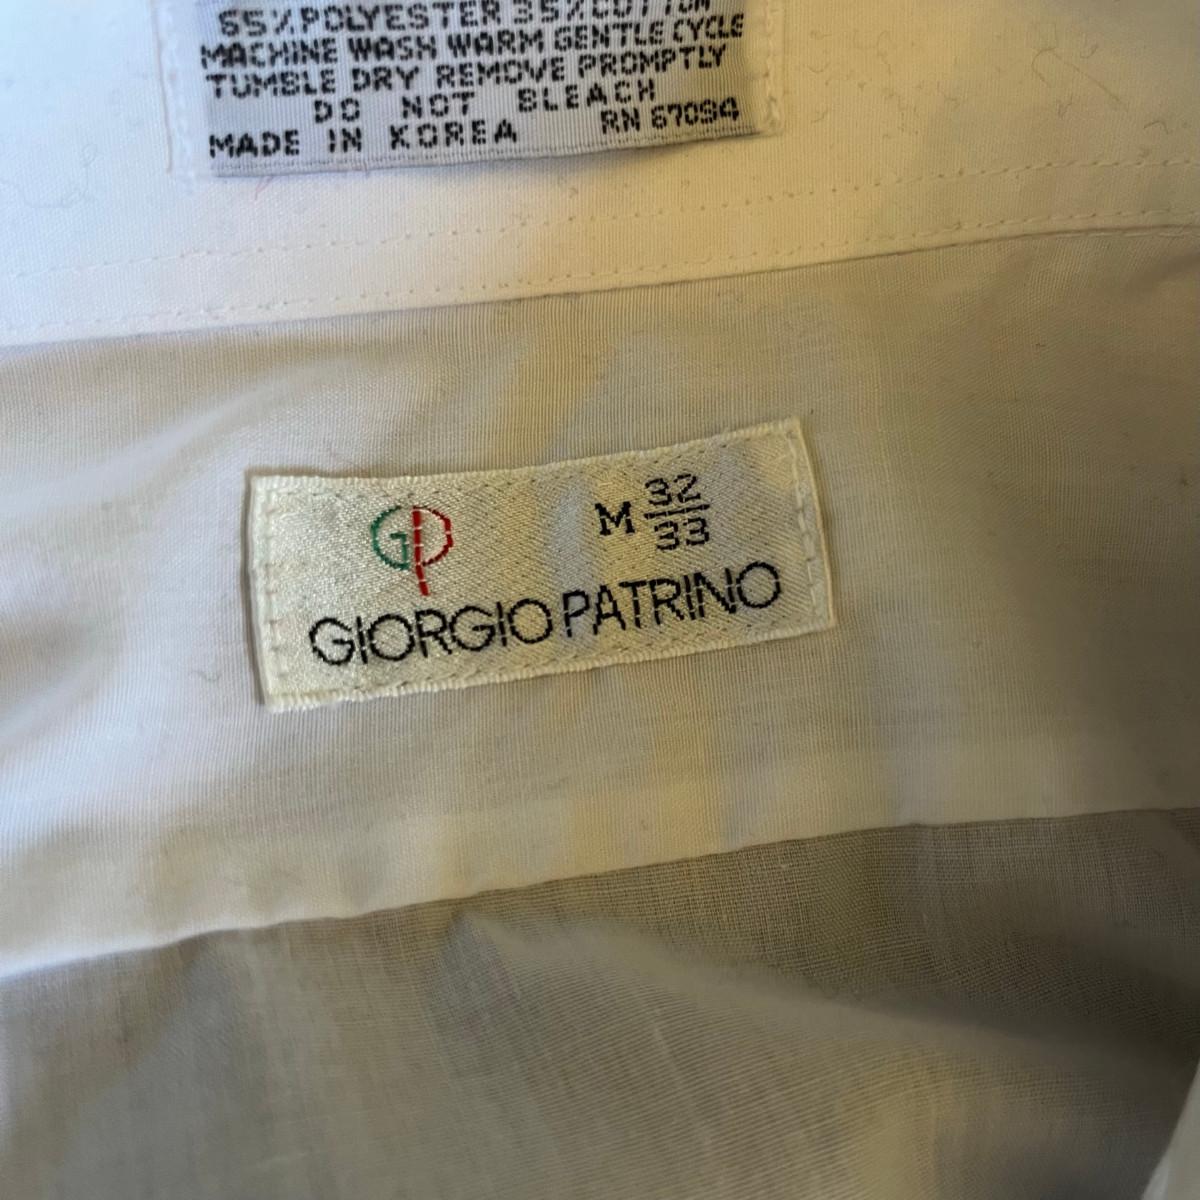 65% POLYESTER 35% COTTON
MACHINE WASH WARM GENTLE CYCLE
TUMBLE DRY REMOVE PROMPTLY
DO NOT BLEACH
MADE IN KOREA RN 67094
GP
M 32/33
GIORGIO PATRINO